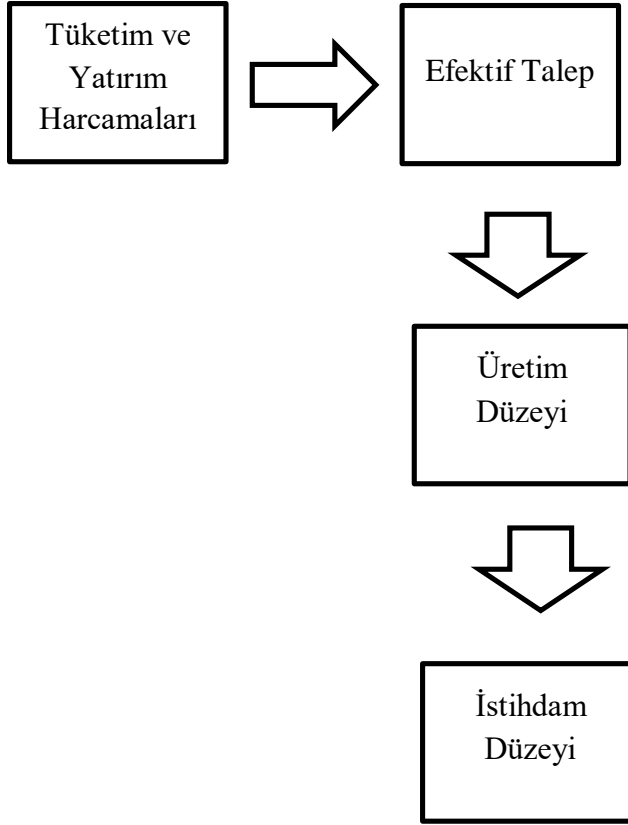 Tüketim ve
Yatırım
Harcamaları
Efektif Talep
Üretim
Düzeyi
İstihdam
Düzeyi